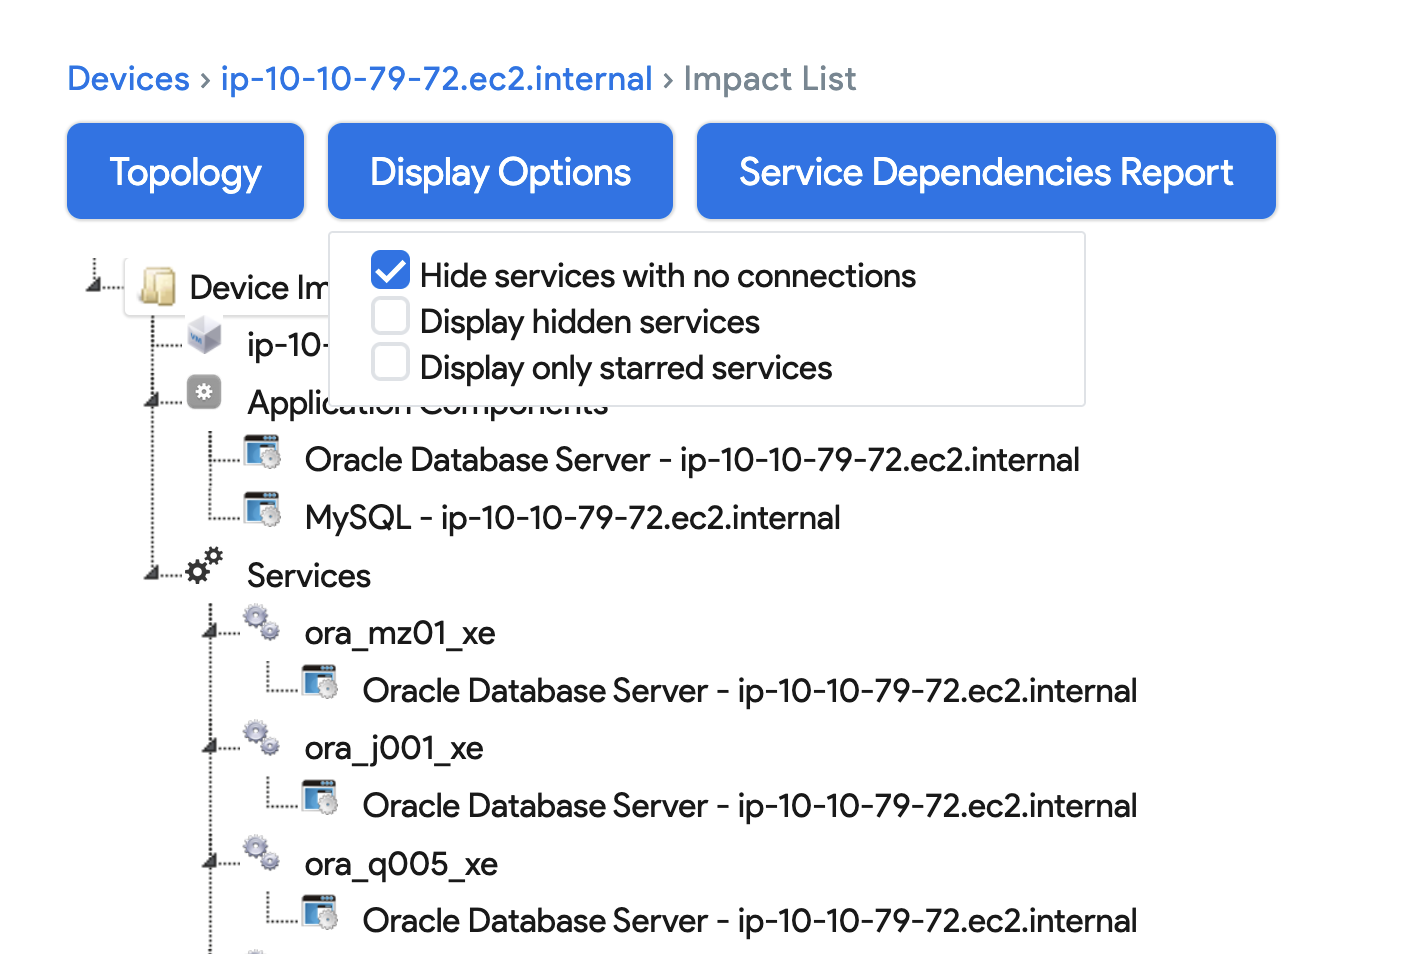 Devices › ip-10-10-79-72.ec2.internal › Impact List
Topology Display Options Service Dependencies Report
Hide services with no connections
Device Im
Display hidden services
ip-10-
Display only starred services
Application Components
Oracle Database Server - ip-10-10-79-72.ec2.internal
MySQL - ip-10-10-79-72.ec2.internal
Services
ora_mz01_xe
Oracle Database Server - ip-10-10-79-72.ec2.internal
ora_j001_xe
Oracle Database Server - ip-10-10-79-72.ec2.internal
ora_q005_xe
Oracle Database Server - ip-10-10-79-72.ec2.internal